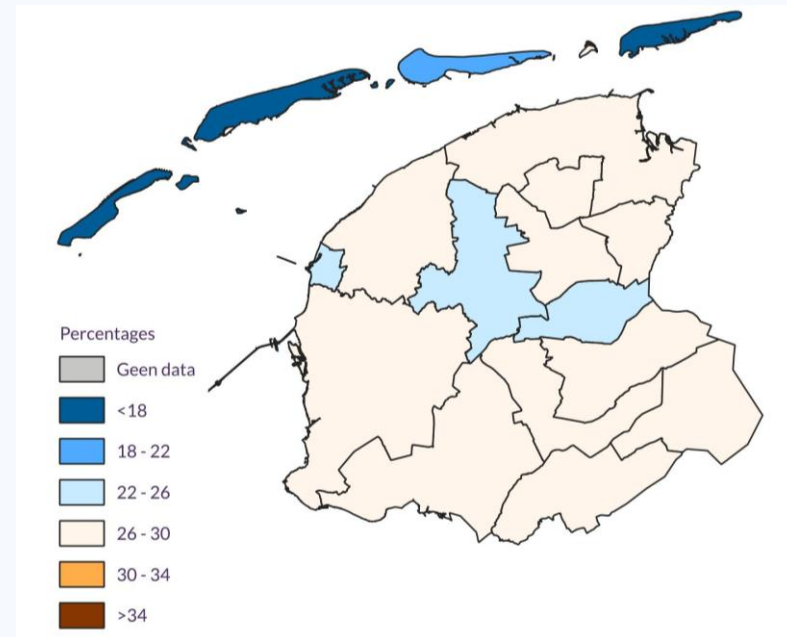 Percentages
Geen data
<18
18 - 22
22 - 26
26 - 30
30 - 34
>34